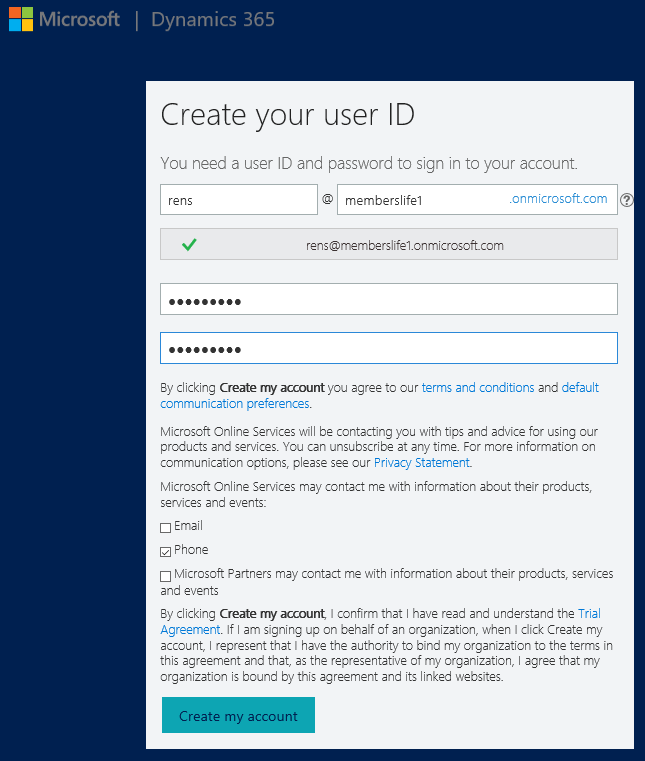 Microsoft | Dynamics 365
Create your user ID
You need a user ID and password to sign in to your account.
rens @ memberslife1 .onmicrosoft.com ?
rens@memberslife1.onmicrosoft.com
●●●●●●●●●
●●●●●●●●●
By clicking Create my account you agree to our terms and conditions and default
communication preferences.
Microsoft Online Services will be contacting you with tips and advice for using our
products and services. You can unsubscribe at any time. For more information on
communication options, please see our Privacy Statement.
Microsoft Online Services may contact me with information about their products,
services and events:
Email
Phone
Microsoft Partners may contact me with information about their products, services
and events
By clicking Create my account, I confirm that I have read and understand the Trial
Agreement. If I am signing up on behalf of an organization, when I click Create my
account, I represent that I have the authority to bind my organization to the terms in
this agreement and that, as the representative of my organization, I agree that my
organization is bound by this agreement and its linked websites.
Create my account